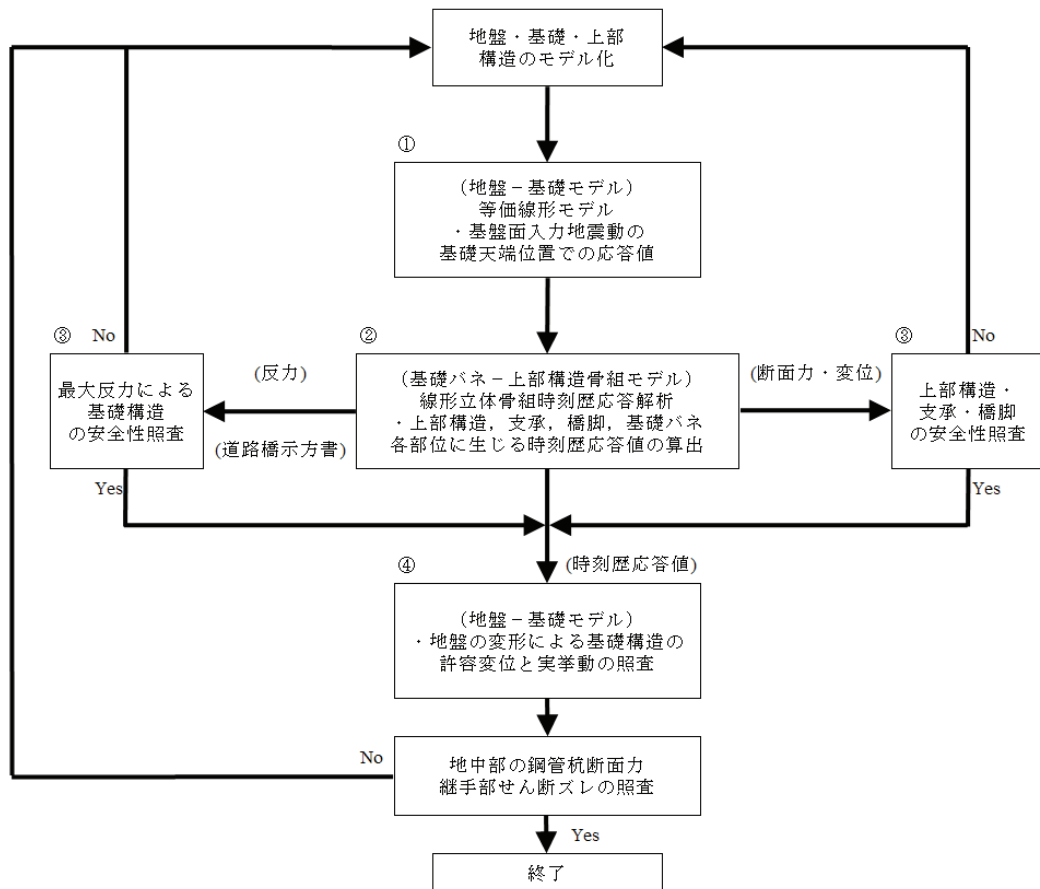 地盤・基礎・上部
構造のモデル化
①
(地盤－基礎モデル)
等価線形モデル
・基盤面入力地震動の
基礎天端位置での応答値
③ No
② 
No
③
最大反力による
基礎構造
の安全性照査
(反力)
(道路橋示方書)
(基礎バネ－上部構造骨組モデル)
線形立体骨組時刻歴応答解析
・上部構造，支承，橋脚，基礎バネ
各部位に生じる時刻歴応答値の算出
(断面力・変位)
上部構造・
支承・橋脚
の安全性照査
Yes
Yes
④
(時刻歴応答値)
(地盤－基礎モデル)
・地盤の変形による基礎構造の
許容変位と実挙動の照査
No
地中部の鋼管杭断面力
継手部せん断ズレの照査
Yes
終了